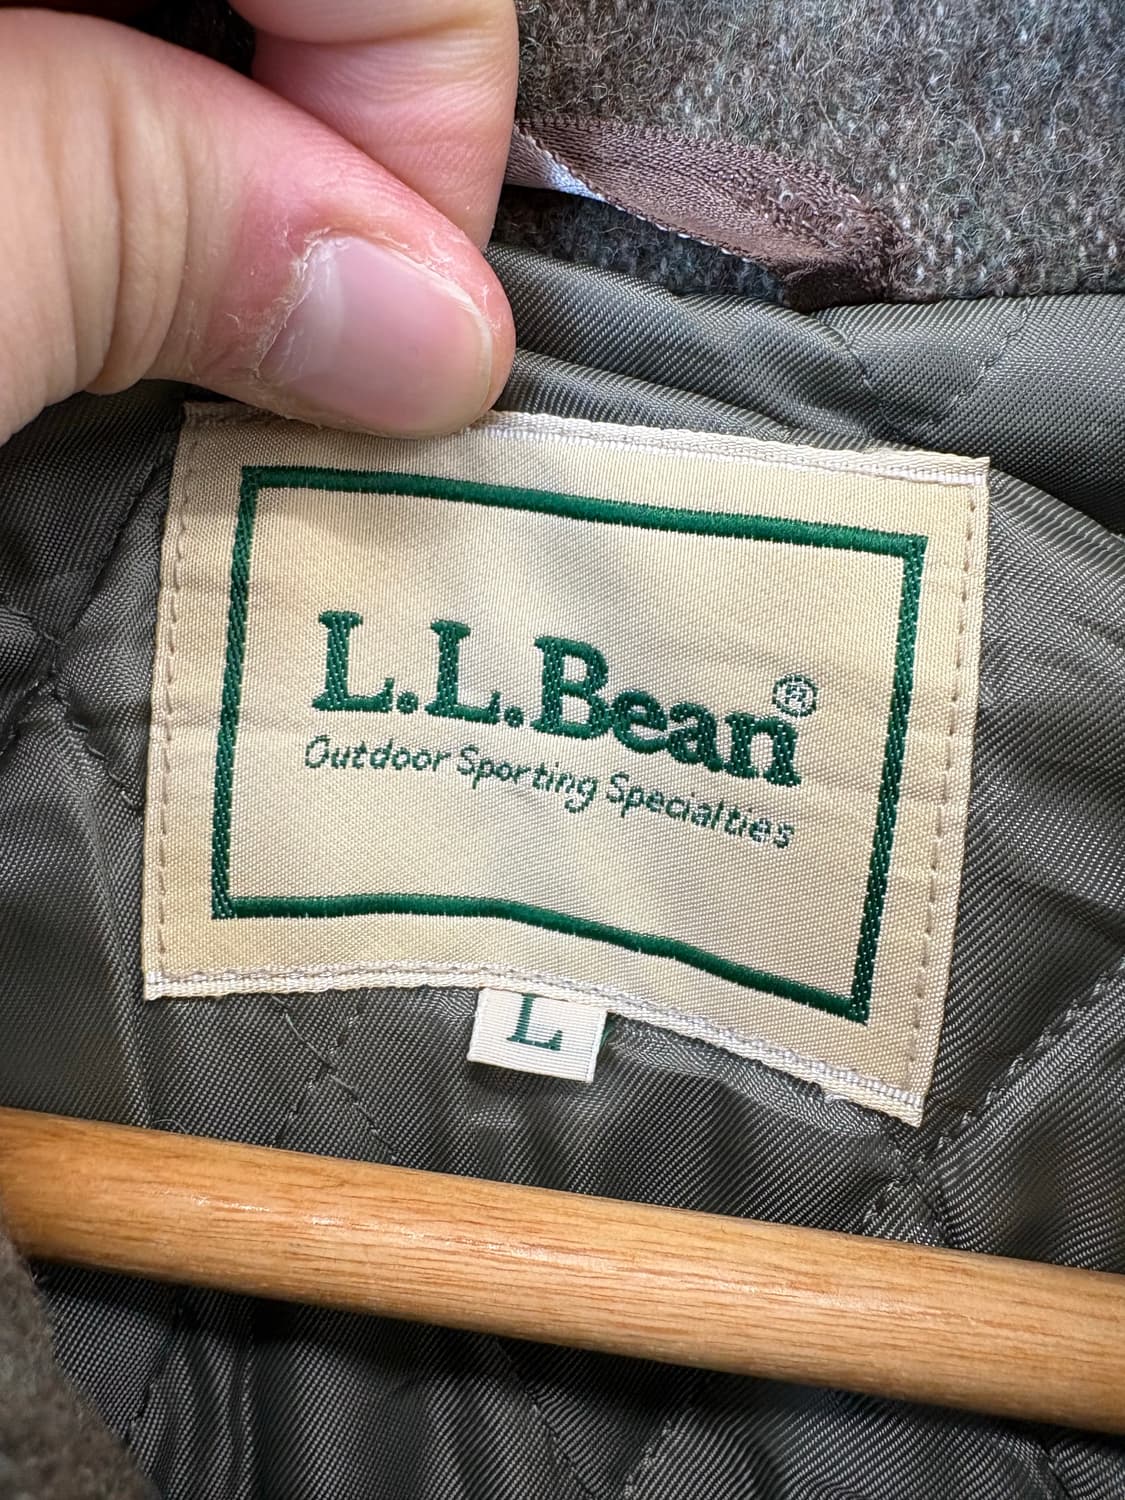 L.L.Bean®
Outdoor Sporting Specialties
L